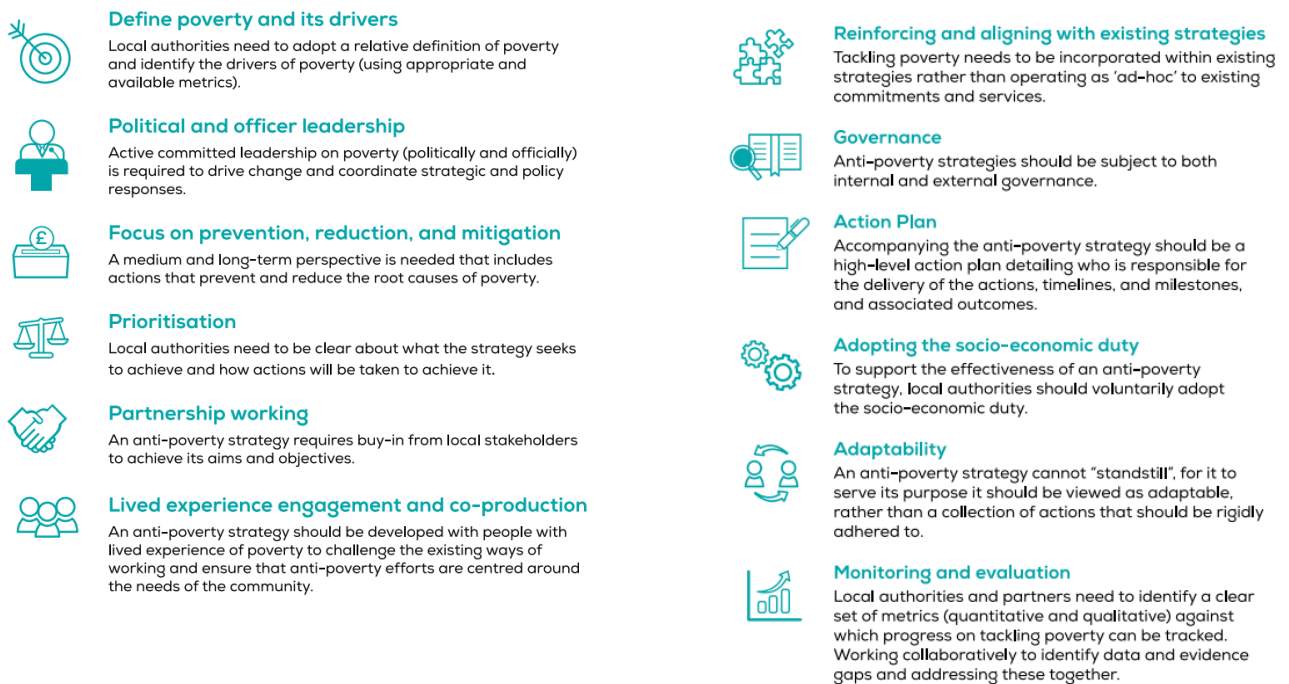 Define poverty and its drivers
Local authorities need to adopt a relative definition of poverty
and identify the drivers of poverty (using appropriate and
available metrics).
Political and officer leadership
Active committed leadership on poverty (politically and officially)
is required to drive change and coordinate strategic and policy
responses.
£
Focus on prevention, reduction, and mitigation
A medium and long-term perspective is needed that includes
actions that prevent and reduce the root causes of poverty.
Prioritisation
Local authorities need to be clear about what the strategy seeks
to achieve and how actions will be taken to achieve it.
Partnership working
An anti-poverty strategy requires buy-in from local stakeholders
to achieve its aims and objectives.
Lived experience engagement and co-production
An anti-poverty strategy should be developed with people with
lived experience of poverty to challenge the existing ways of
working and ensure that anti-poverty efforts are centred around
the needs of the community.
Reinforcing and aligning with existing strategies
Tackling poverty needs to be incorporated within existing
strategies rather than operating as 'ad-hoc' to existing
commitments and services.
Governance
Anti-poverty strategies should be subject to both
internal and external governance.
Action Plan
Accompanying the anti-poverty strategy should be a
high-level action plan detailing who is responsible for
the delivery of the actions, timelines, and milestones,
and associated outcomes.
Adopting the socio-economic duty
To support the effectiveness of an anti-poverty
strategy, local authorities should voluntarily adopt
the socio-economic duty.
Adaptability
An anti-poverty strategy cannot "standstill", for it to
serve its purpose it should be viewed as adaptable,
rather than a collection of actions that should be rigidly
adhered to.
Monitoring and evaluation
Local authorities and partners need to identify a clear
set of metrics (quantitative and qualitative) against
which progress on tackling poverty can be tracked.
Working collaboratively to identify data and evidence
gaps and addressing these together.